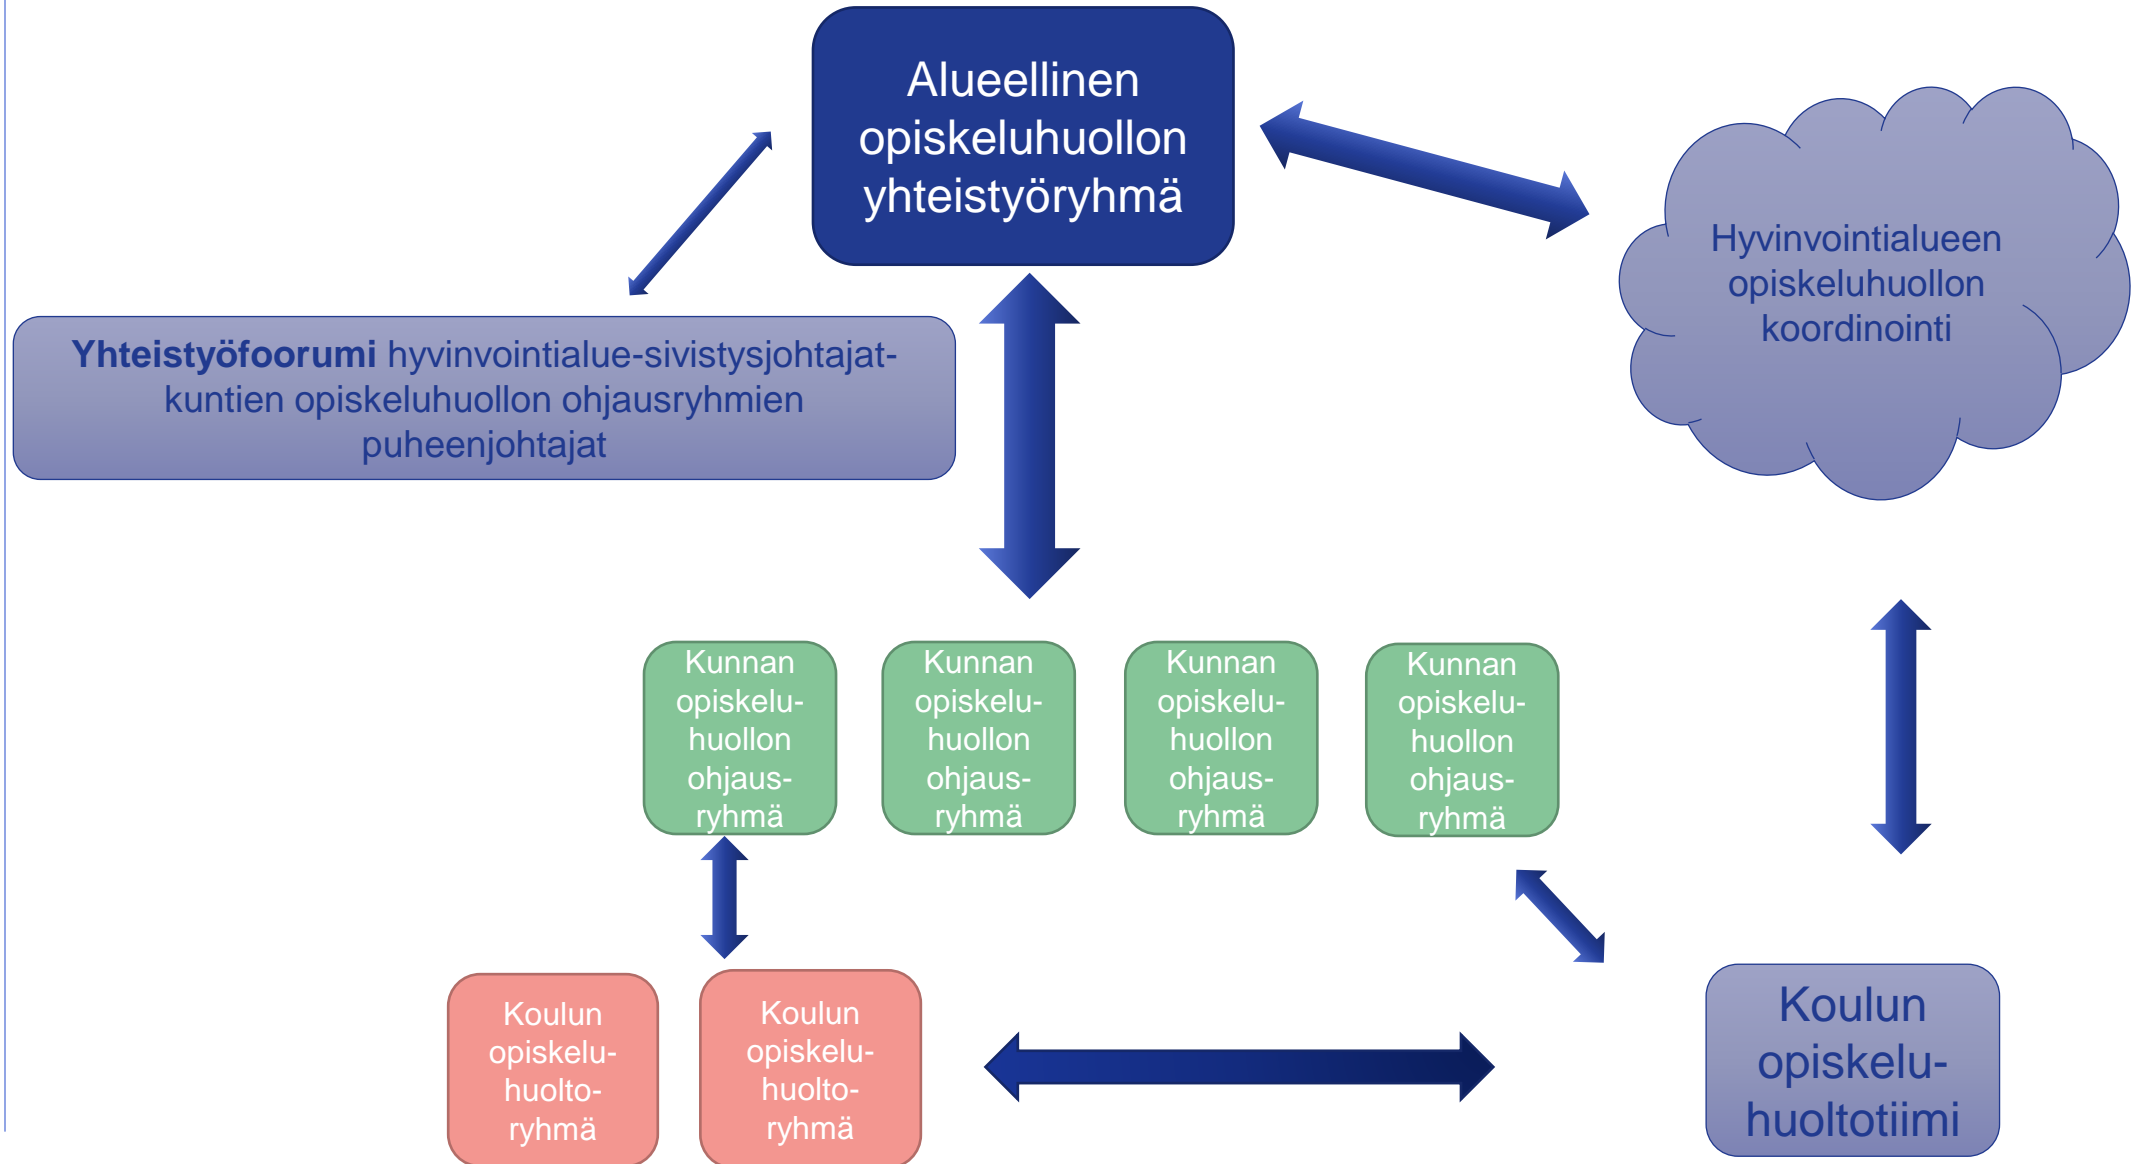 Alueellinen
opiskeluhuollon
yhteistyöryhmä
Hyvinvointialueen
opiskeluhuollon
koordinointi
Yhteistyöfoorumi hyvinvointialue-sivistysjohtajat-
kuntien opiskeluhuollon ohjausryhmien
puheenjohtajat
Kunnan
opiskelu-
huollon
ohjaus-
ryhmä
Kunnan
opiskelu-
huollon
ohjaus-
ryhmä
Kunnan
opiskelu-
huollon
ohjaus-
ryhmä
Kunnan
opiskelu-
huollon
ohjaus-
ryhmä
Koulun
opiskelu-
huolto-
ryhmä
Koulun
opiskelu-
huolto-
ryhmä
Koulun
opiskelu-
huoltotiimi